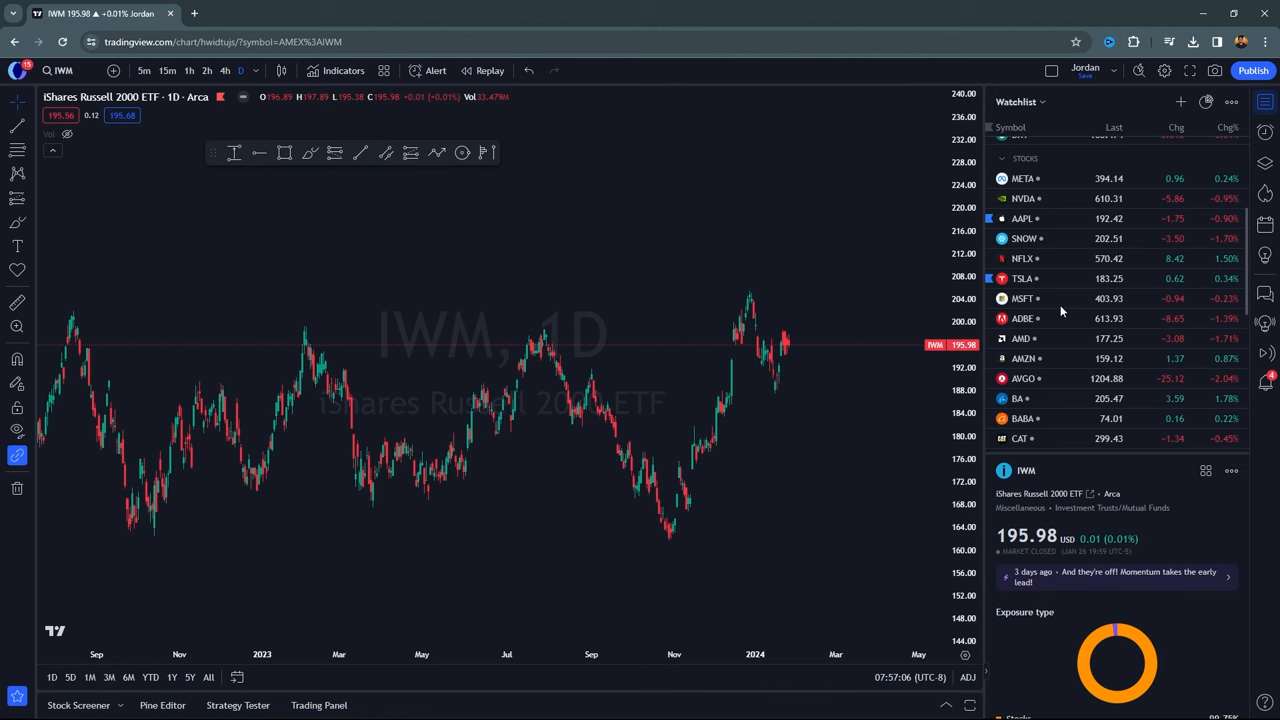 IWM 195.98 ▲ +0.01% Jordan
tradingview.com/chart/hwidtujs/?symbol=AMEX%3AIWM
15
IWM 5m 15m 1h 2h 4h D Indicators Alert Replay Jordan Save Publish
iShares Russell 2000 ETF · 1D · Arca O196.89 H197.89 L195.38 C195.98 +0.01 (+0.01%) Vol33.479M
195.56 0.12 195.68
Vol
IWM, 1D
iShares Russell 2000 ETF
240.00
236.00
232.00
228.00
224.00
220.00
216.00
212.00
208.00
204.00
200.00
IWM 195.98
192.00
188.00
184.00
180.00
176.00
172.00
168.00
164.00
160.00
156.00
152.00
148.00
144.00
Sep Nov 2023 Mar May Jul Sep Nov 2024 Mar May
1D 5D 1M 3M 6M YTD 1Y 5Y All 07:57:06 (UTC-8) ADJ
Stock Screener Pine Editor Strategy Tester Trading Panel
Watchlist
Symbol Last Chg Chg%
STOCKS
META 394.14 0.96 0.24%
NVDA 610.31 −5.86 −0.95%
AAPL 192.42 −1.75 −0.90%
SNOW 202.51 −3.50 −1.70%
NFLX 570.42 8.42 1.50%
TSLA 183.25 0.62 0.34%
MSFT 403.93 −0.94 −0.23%
ADBE 613.93 −8.65 −1.39%
AMD 177.25 −3.08 −1.71%
AMZN 159.12 1.37 0.87%
AVGO 1204.88 −25.12 −2.04%
BA 205.47 3.59 1.78%
BABA 74.01 0.16 0.22%
CAT 299.43 −1.34 −0.45%
4
IWM
iShares Russell 2000 ETF • Arca
Miscellaneous • Investment Trusts/Mutual Funds
195.98 USD 0.01 (0.01%)
MARKET CLOSED (JAN 26 19:59 UTC-5)
3 days ago • And they're off! Momentum takes the early
lead!
Exposure type